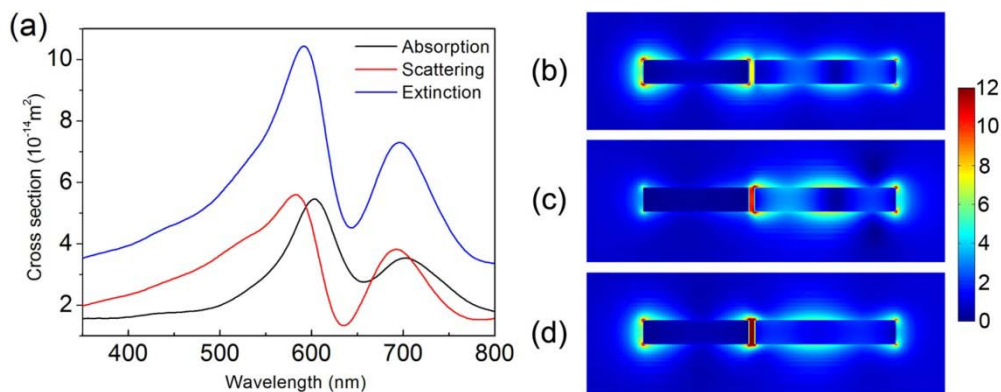 (a)
Absorption
Scattering
Extinction
10
8
6
4
2
Cross section (10⁻¹⁴m²)
400 500 600 700 800
Wavelength (nm)
(b)
(c)
(d)
12
10
8
6
4
2
0